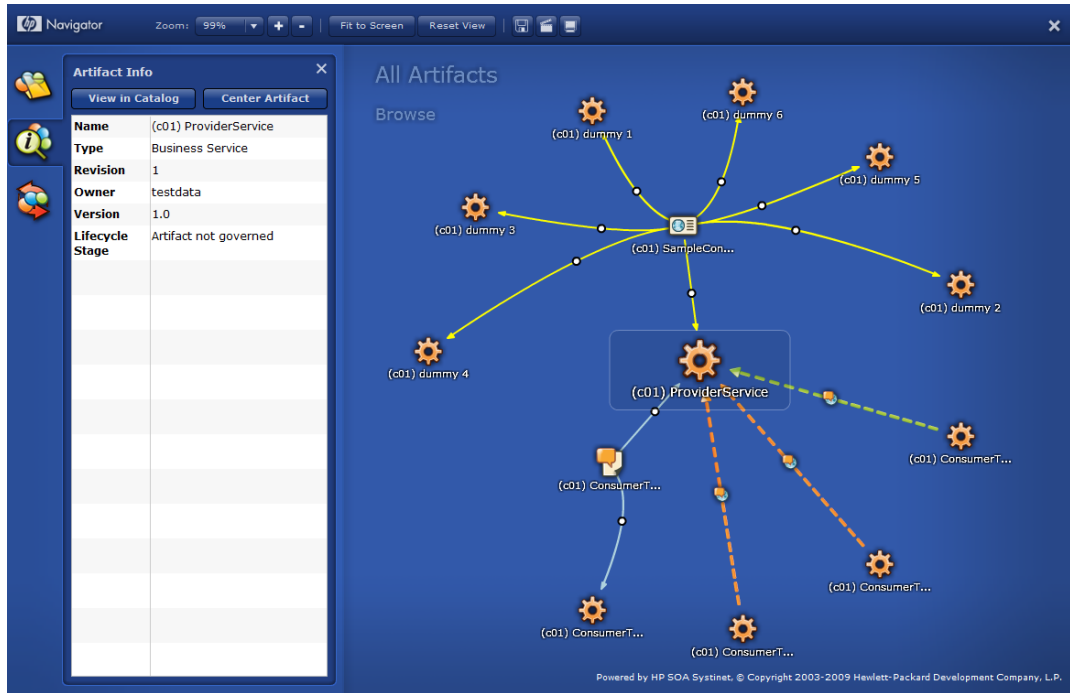 hp Navigator Zoom: 99% + - Fit to Screen Reset View
Artifact Info
View in Catalog Center Artifact
Name (c01) ProviderService
Type Business Service
Revision 1
Owner testdata
Version 1.0
Lifecycle Artifact not governed
Stage
All Artifacts
Browse
(c01) dummy 6
(c01) dummy 1
(c01) dummy 5
(c01) dummy 3
(c01) SampleCon...
(c01) dummy 2
(c01) dummy 4
(c01) ProviderService
(c01) ConsumerT...
(c01) ConsumerT...
(c01) ConsumerT...
(c01) ConsumerT...
(c01) ConsumerT...
Powered by HP SOA Systinet, © Copyright 2003-2009 Hewlett-Packard Development Company, L.P.